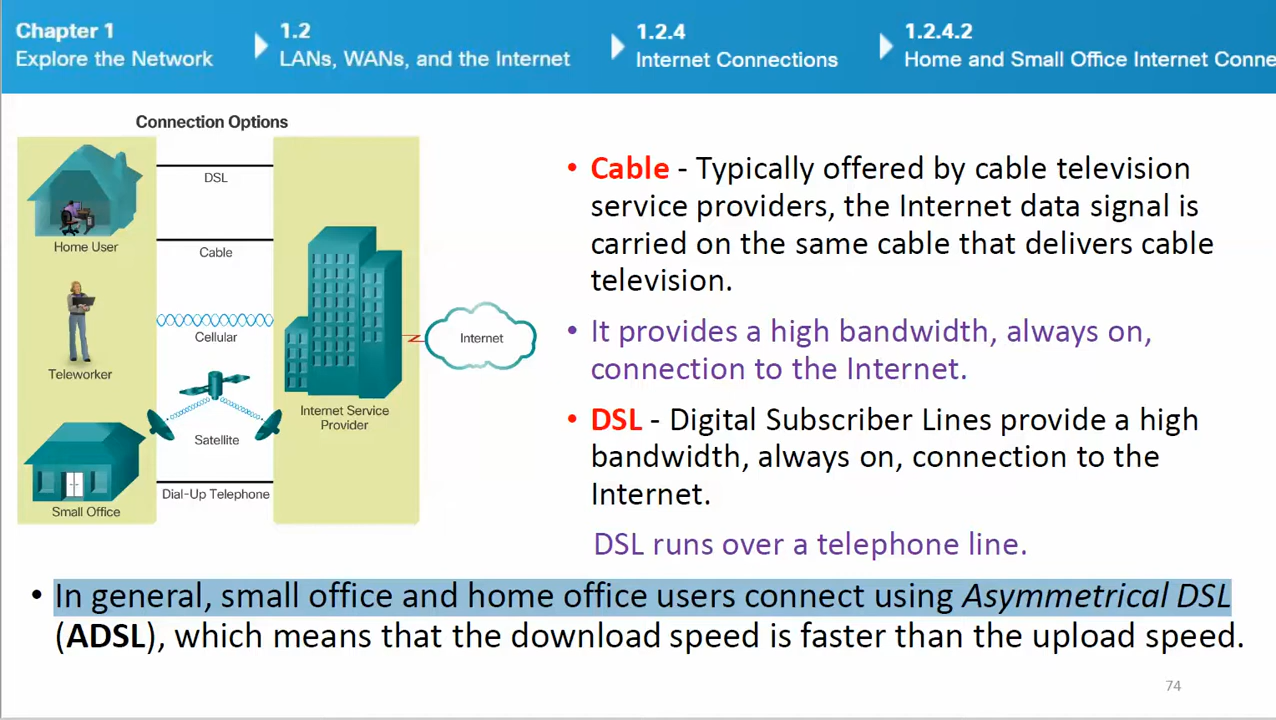 Chapter 1
Explore the Network
1.2
LANs, WANs, and the Internet
1.2.4
Internet Connections
1.2.4.2
Home and Small Office Internet Conne
Connection Options
DSL
Home User
Cable
Cellular
Teleworker
Satellite
Small Office
Dial-Up Telephone
Internet Service
Provider
Internet
• Cable - Typically offered by cable television
service providers, the Internet data signal is
carried on the same cable that delivers cable
television.
• It provides a high bandwidth, always on,
connection to the Internet.
• DSL - Digital Subscriber Lines provide a high
bandwidth, always on, connection to the
Internet.
DSL runs over a telephone line.
• In general, small office and home office users connect using Asymmetrical DSL
(ADSL), which means that the download speed is faster than the upload speed.
74